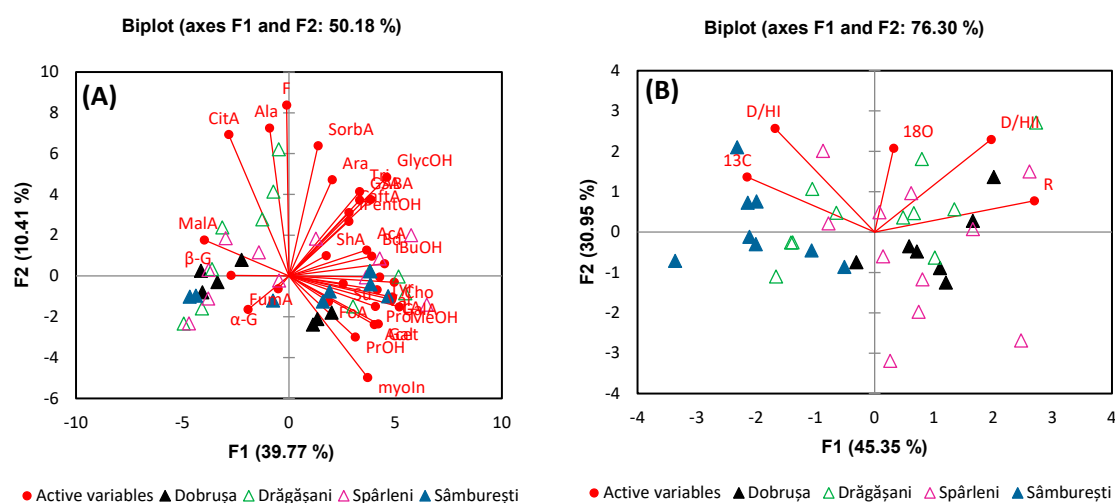 Biplot (axes F1 and F2: 50.18 %)
(A)
F2 (10.41 %)
10
8
6
4
2
0
-2
-4
-6
-10
-5
0
5
10
F1 (39.77 %)
F
Ala
CitA
SorbA
Ara
GlycOH
PentOH
MalA
AcA
ShA
iBuOH
β-G
FumA
α-G
Cho
MeOH
PrOH
myoIn
Active variables Dobrușa Drăgășani Spârleni Sâmburești
Biplot (axes F1 and F2: 76.30 %)
(B)
F2 (30.95 %)
4
3
2
1
0
-1
-2
-3
-4
-4
-3
-2
-1
0
1
2
3
4
F1 (45.35 %)
D/HI
18O
D/HII
13C
R
Active variables Dobrușa Drăgășani Spârleni Sâmburești